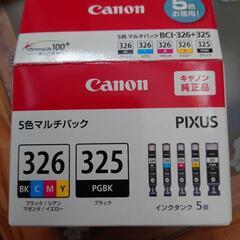 5色
お徳用!
Canon
ChromaLife100+
5色 マルチパック BCI-326+325
326 326 326 326 325
Canon
キヤノン
純正品
5色マルチパック
PIXUS
326
BK C M Y
ブラック/シアン
マゼンタ/イエロー
325
PGBK
ブラック
インクタンク 5個